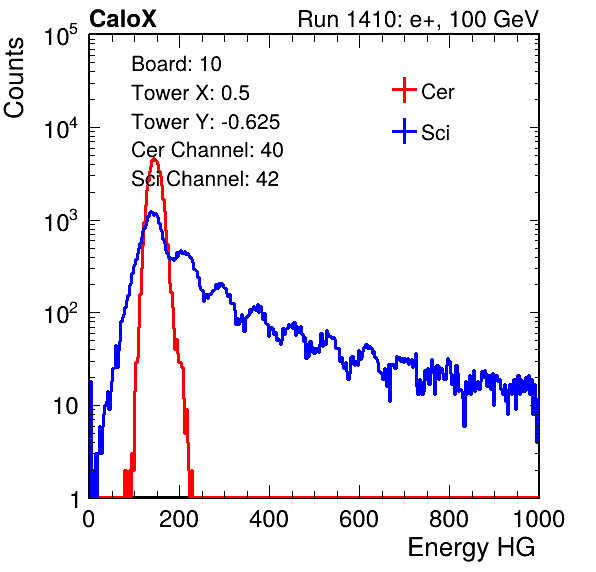 CaloX Run 1410: e+, 100 GeV
Counts
Board: 10
Tower X: 0.5
Tower Y: -0.625
Cer Channel: 40
Sci Channel: 42
Cer
Sci
10^5
10^4
10^3
10^2
10
1
0 200 400 600 800 1000
Energy HG